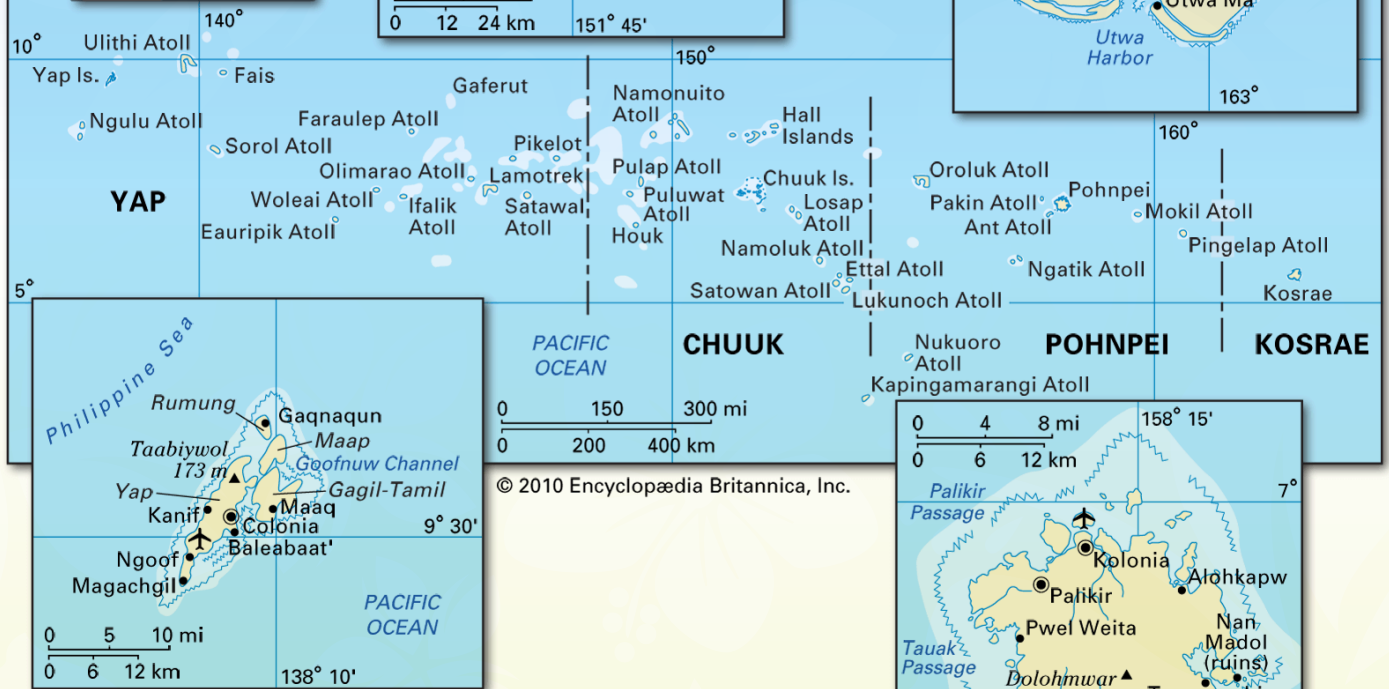 140°
0 12 24 km
151° 45'
Utwa Ma
Utwa
Harbor
163°
10°
Ulithi Atoll
Yap Is.
Fais
Ngulu Atoll
Sorol Atoll
Faraulep Atoll
Gaferut
Olimarao Atoll
Pikelot
Lamotrek
Woleai Atoll
Ifalik
Atoll
Satawal
Atoll
Eauripik Atoll
YAP
150°
Namonuito
Atoll
Hall
Islands
Pulap Atoll
Chuuk Is.
Puluwat
Atoll
Losap
Atoll
Houk
Namoluk Atoll
Ettal Atoll
Satowan Atoll
Lukunoch Atoll
CHUUK
160°
Oroluk Atoll
Pakin Atoll
Pohnpei
Ant Atoll
Mokil Atoll
Pingelap Atoll
Ngatik Atoll
Kosrae
Nukuoro
Atoll
Kapingamarangi Atoll
POHNPEI
KOSRAE
5°
PACIFIC
OCEAN
0 150 300 mi
0 200 400 km
© 2010 Encyclopædia Britannica, Inc.
Philippine Sea
Rumung
Gaqnaqun
Taabiywol
173 m
Maap
Goofnuw Channel
Yap
Gagil-Tamil
Kanif
Maaq
Colonia
9° 30'
Baleabaat'
Ngoof
Magachgil
PACIFIC
OCEAN
0 5 10 mi
0 6 12 km
138° 10'
0 4 8 mi
0 6 12 km
158° 15'
Palikir
Passage
7°
Kolonia
Palikir
Alohkapw
Pwel Weita
Nan
Madol
(ruins)
Tauak
Passage
Dolohmwar